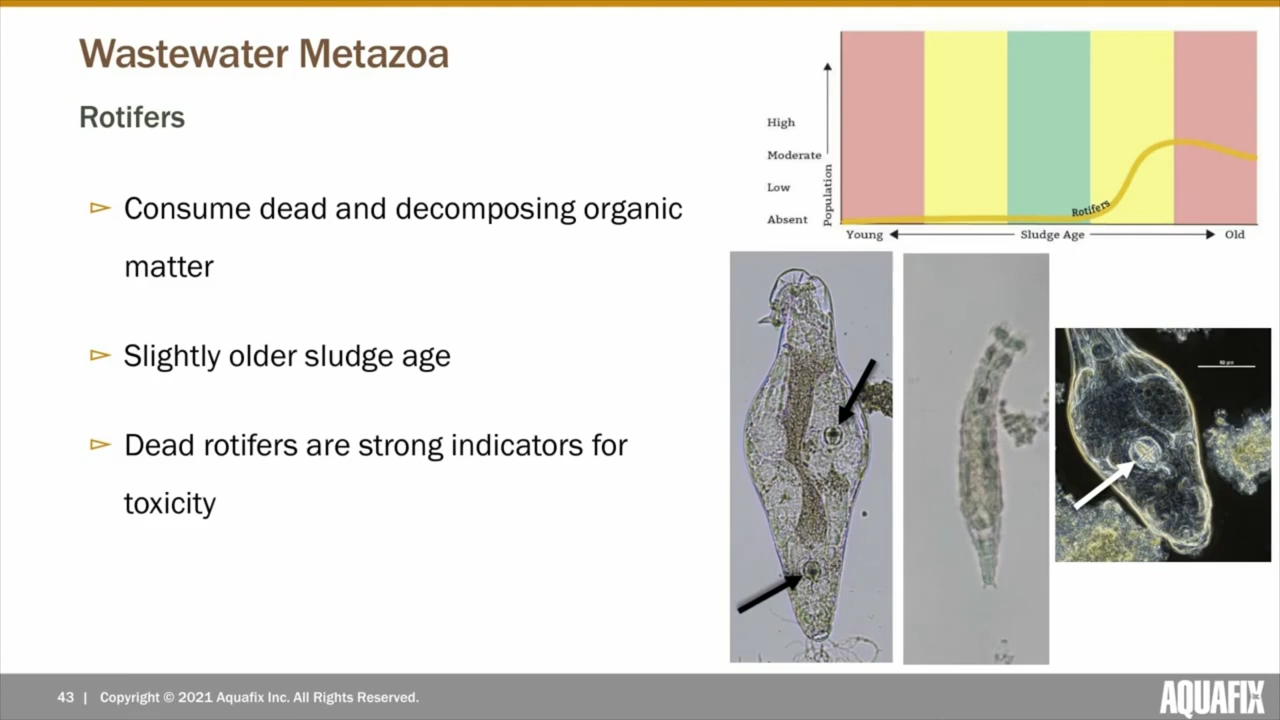 Wastewater Metazoa
Rotifers
Consume dead and decomposing organic
matter
Slightly older sludge age
Dead rotifers are strong indicators for
toxicity
High
Moderate
Low
Absent
Population
Rotifers
Young
Sludge Age
Old
43 | Copyright © 2021 Aquafix Inc. All Rights Reserved.
AQUAFIX